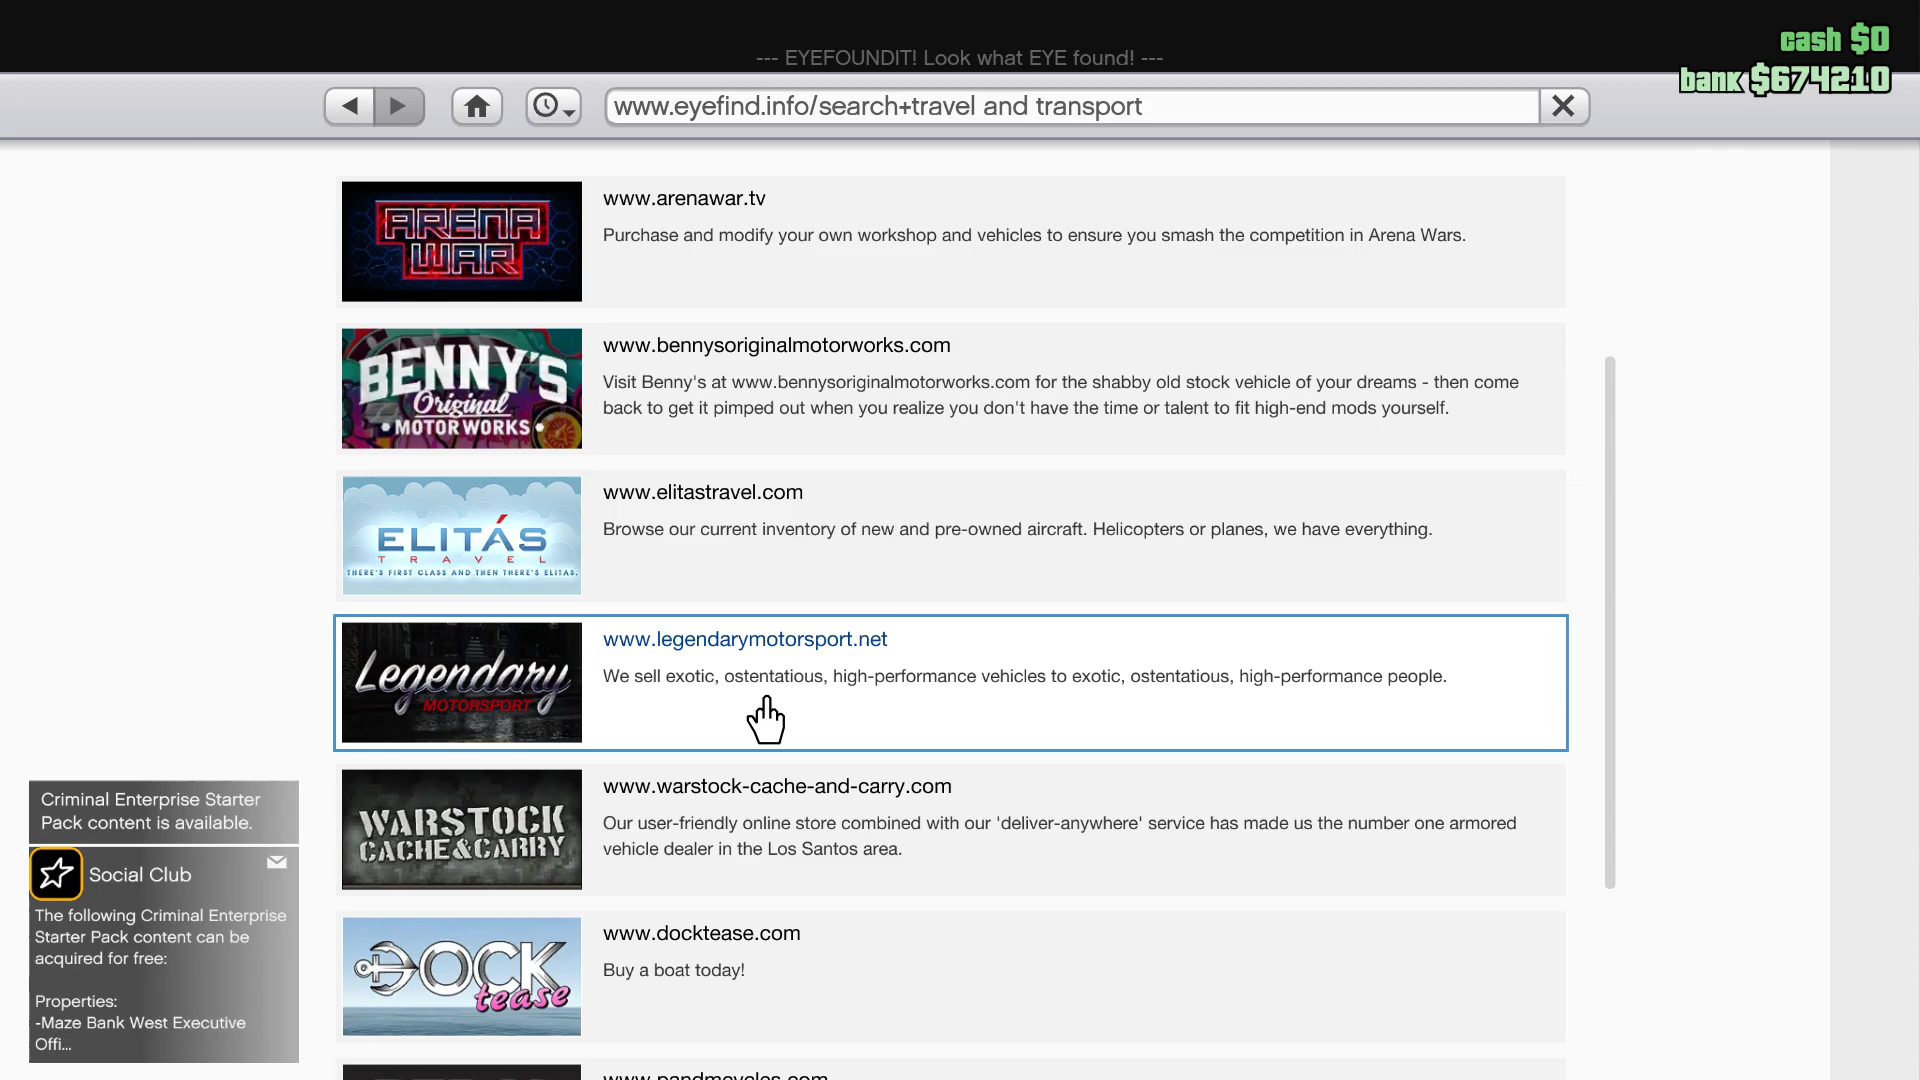 cash $0
--- EYEFOUNDIT! Look what EYE found! ---
bank $674210
www.eyefind.info/search+travel and transport
ARENA
WAR
www.arenawar.tv
Purchase and modify your own workshop and vehicles to ensure you smash the competition in Arena Wars.
BENNY'S
Original
• MOTOR WORKS •
www.bennysoriginalmotorworks.com
Visit Benny's at www.bennysoriginalmotorworks.com for the shabby old stock vehicle of your dreams - then come
back to get it pimped out when you realize you don't have the time or talent to fit high-end mods yourself.
ELITÁS
TRAVEL
THERE'S FIRST CLASS AND THEN THERE'S ELITAS.
www.elitastravel.com
Browse our current inventory of new and pre-owned aircraft. Helicopters or planes, we have everything.
Legendary
MOTORSPORT
www.legendarymotorsport.net
We sell exotic, ostentatious, high-performance vehicles to exotic, ostentatious, high-performance people.
WARSTOCK
CACHE&CARRY
www.warstock-cache-and-carry.com
Our user-friendly online store combined with our 'deliver-anywhere' service has made us the number one armored
vehicle dealer in the Los Santos area.
DOCK
tease
www.docktease.com
Buy a boat today!
www.pandmcycles.com
Criminal Enterprise Starter
Pack content is available.
Social Club
The following Criminal Enterprise
Starter Pack content can be
acquired for free:
Properties:
-Maze Bank West Executive
Offi...